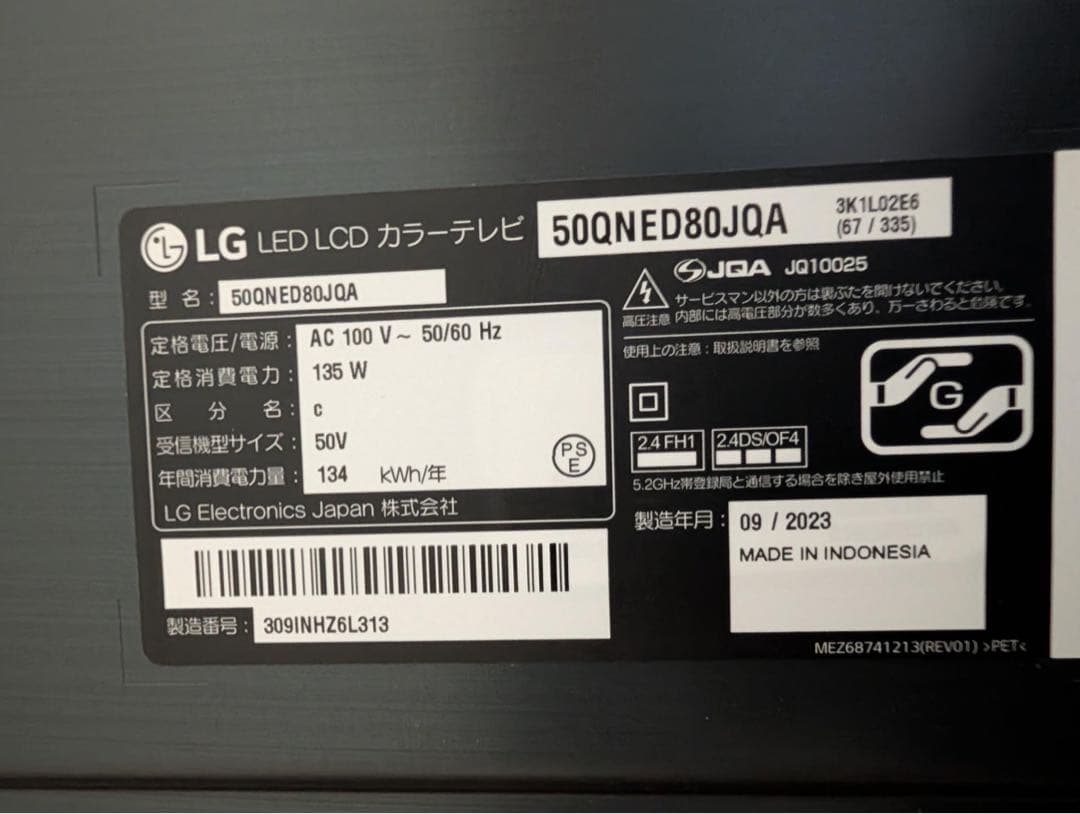 LG LED LCD カラーテレビ 50QNED80JQA
3K1L02E6
(67 / 335)
型 名: 50QNED80JQA
定格電圧/電源: AC 100 V~ 50/60 Hz
定格消費電力: 135 W
区 分 名: c
受信機型サイズ: 50V
年間消費電力量: 134 kWh/年
PS
E
LG Electronics Japan 株式会社
製造番号: 309INHZ6L313
JQA JQ10025
高圧注意
サービスマン以外の方は裏ぶたを開けないでください。
内部には高電圧部分が数多くあり、万一さわると危険です。
使用上の注意:取扱説明書を参照
G
2.4 FH1
2.4DS/OF4
5.2GHz帯登録局と通信する場合を除き屋外使用禁止
製造年月: 09 / 2023
MADE IN INDONESIA
MEZ68741213(REV01) >PET<